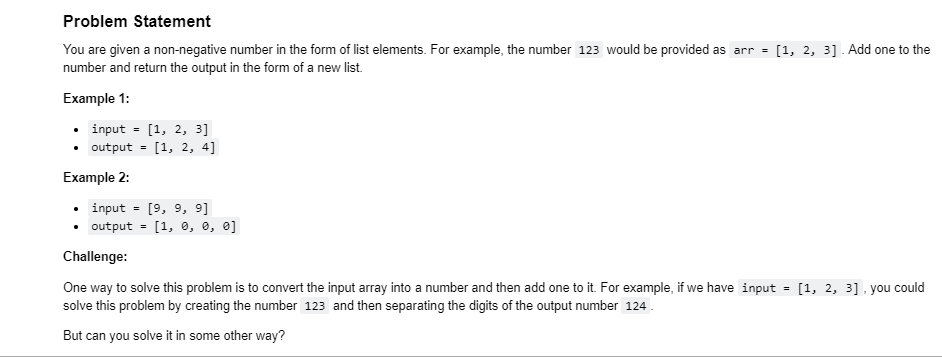 Problem Statement
You are given a non-negative number in the form of list elements. For example, the number 123 would be provided as arr = [1, 2, 3] . Add one to the
number and return the output in the form of a new list.
Example 1:
• input = [1, 2, 3]
• output = [1, 2, 4]
Example 2:
• input = [9, 9, 9]
• output = [1, 0, 0, 0]
Challenge:
One way to solve this problem is to convert the input array into a number and then add one to it. For example, if we have input = [1, 2, 3] , you could
solve this problem by creating the number 123 and then separating the digits of the output number 124 .
But can you solve it in some other way?